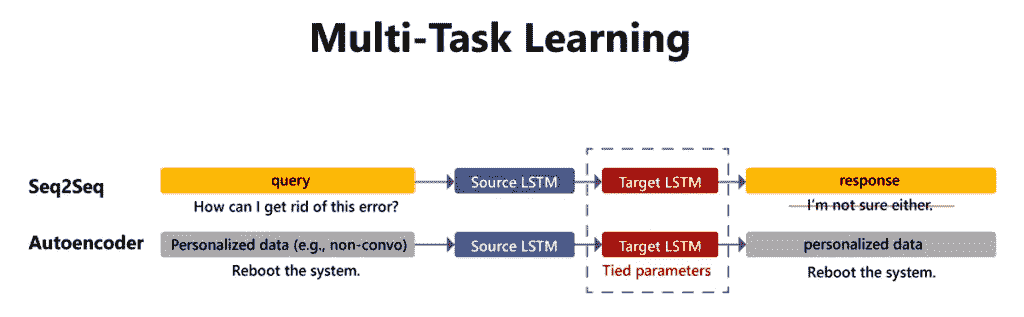 Multi-Task Learning
Seq2Seq
query
Source LSTM
Target LSTM
response
How can I get rid of this error?
I'm not sure either.
Autoencoder
Personalized data (e.g., non-convo)
Source LSTM
Target LSTM
personalized data
Reboot the system.
Tied parameters
Reboot the system.